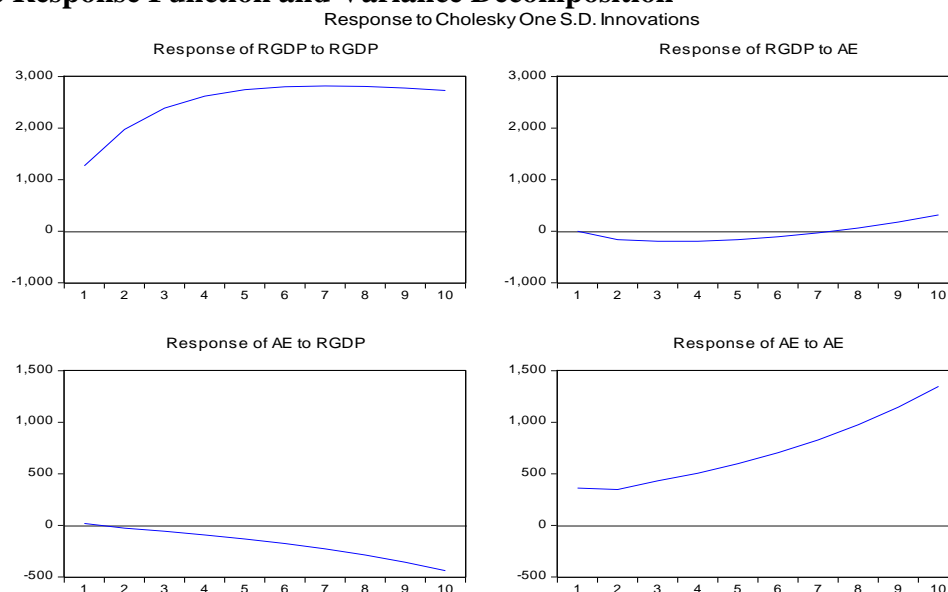 Response Function and Variance Decomposition
Response to Cholesky One S.D. Innovations
Response of RGDP to RGDP
3,000
2,000
1,000
0
-1,000
1 2 3 4 5 6 7 8 9 10
Response of RGDP to AE
3,000
2,000
1,000
0
-1,000
1 2 3 4 5 6 7 8 9 10
Response of AE to RGDP
1,500
1,000
500
0
-500
1 2 3 4 5 6 7 8 9 10
Response of AE to AE
1,500
1,000
500
0
-500
1 2 3 4 5 6 7 8 9 10